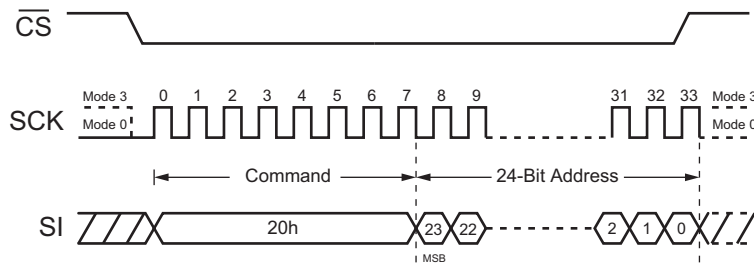 CS
Mode 3 0 1 2 3 4 5 6 7 8 9 31 32 33 Mode 3
SCK Mode 0 Mode 0
Command 24-Bit Address
SI 20h 23 22 2 1 0
MSB